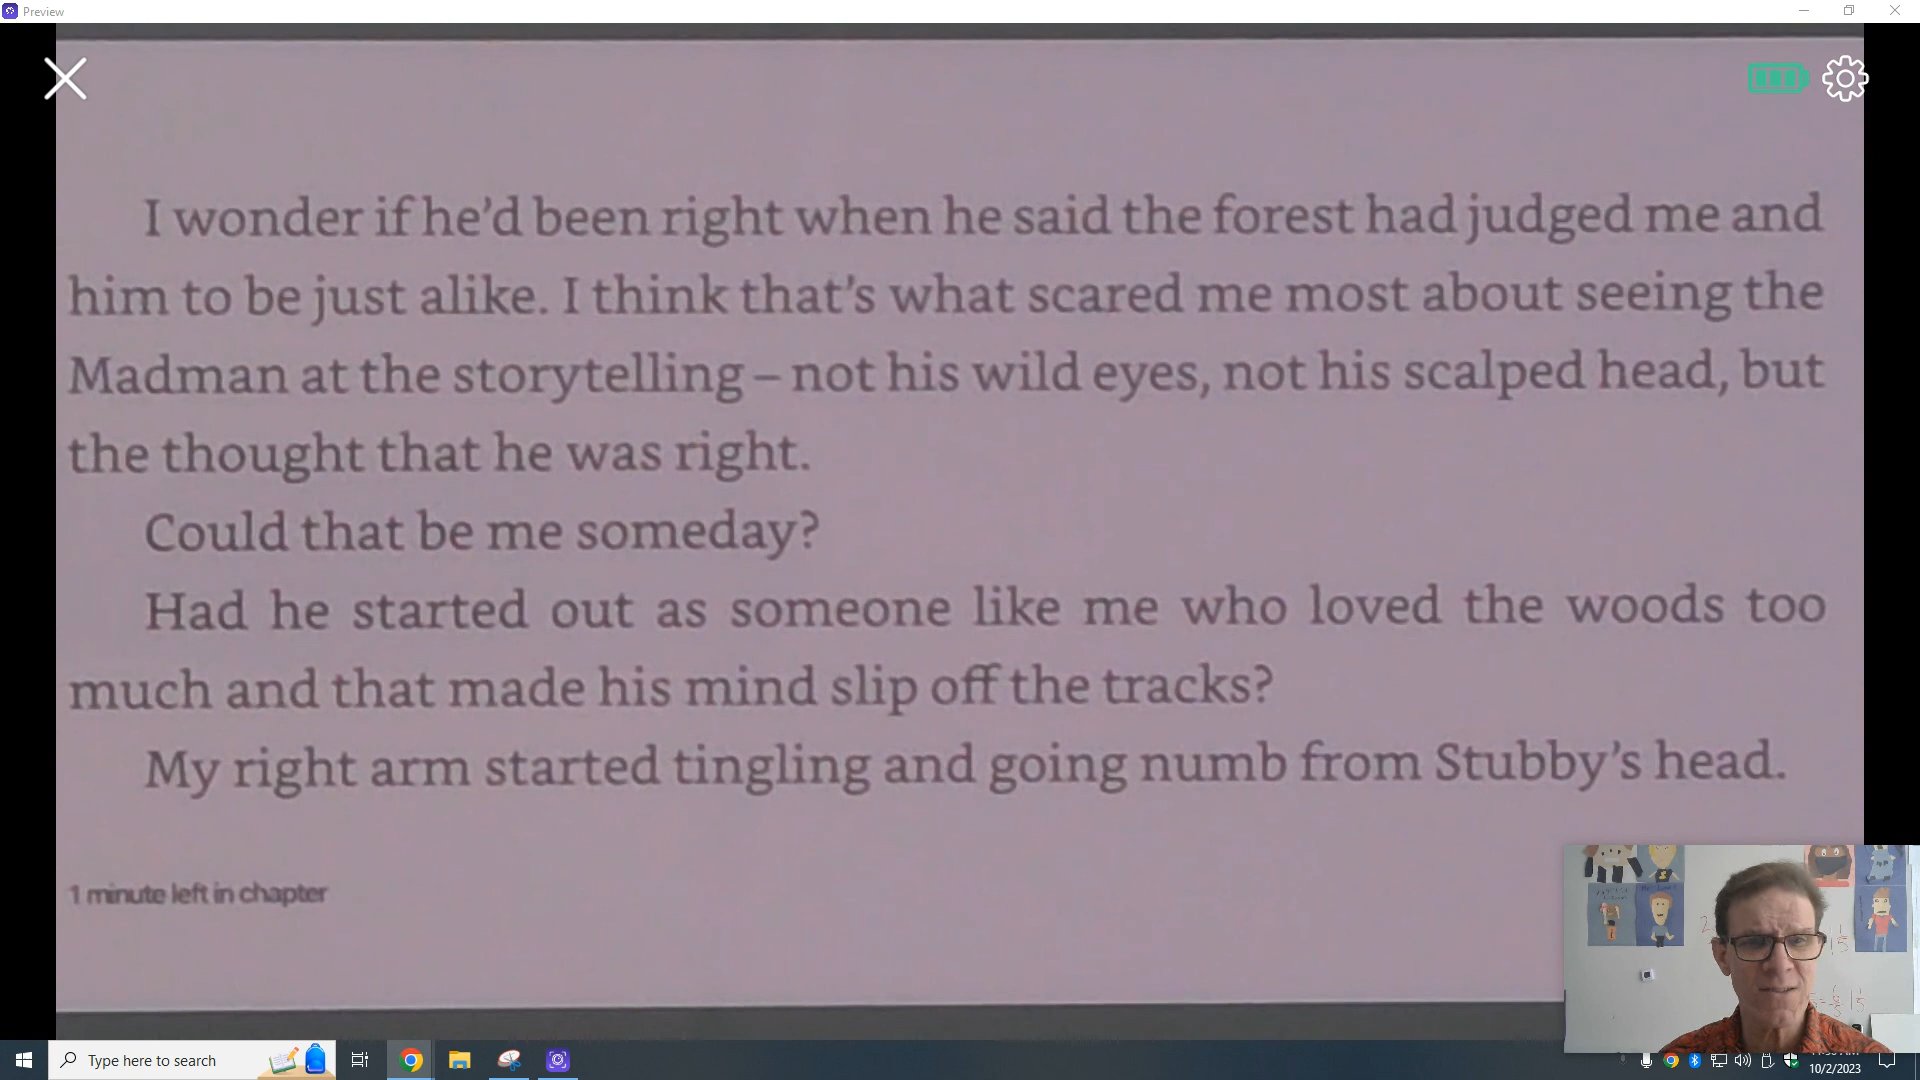 Preview
I wonder if he’d been right when he said the forest had judged me and
him to be just alike. I think that’s what scared me most about seeing the
Madman at the storytelling – not his wild eyes, not his scalped head, but
the thought that he was right.
Could that be me someday?
Had he started out as someone like me who loved the woods too
much and that made his mind slip off the tracks?
My right arm started tingling and going numb from Stubby’s head.
1 minute left in chapter
Type here to search
10/2/2023